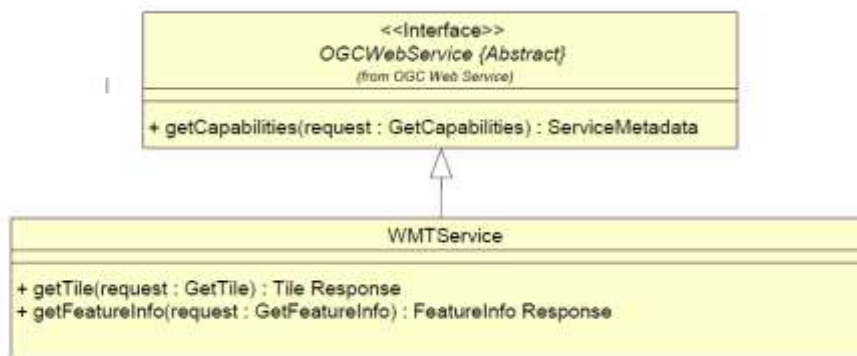 <<Interface>>
OGCWebService {Abstract}
(from OGC Web Service)
+ getCapabilities(request : GetCapabilities) : ServiceMetadata
WMTService
+ getTile(request : GetTile) : Tile Response
+ getFeatureInfo(request : GetFeatureInfo) : FeatureInfo Response